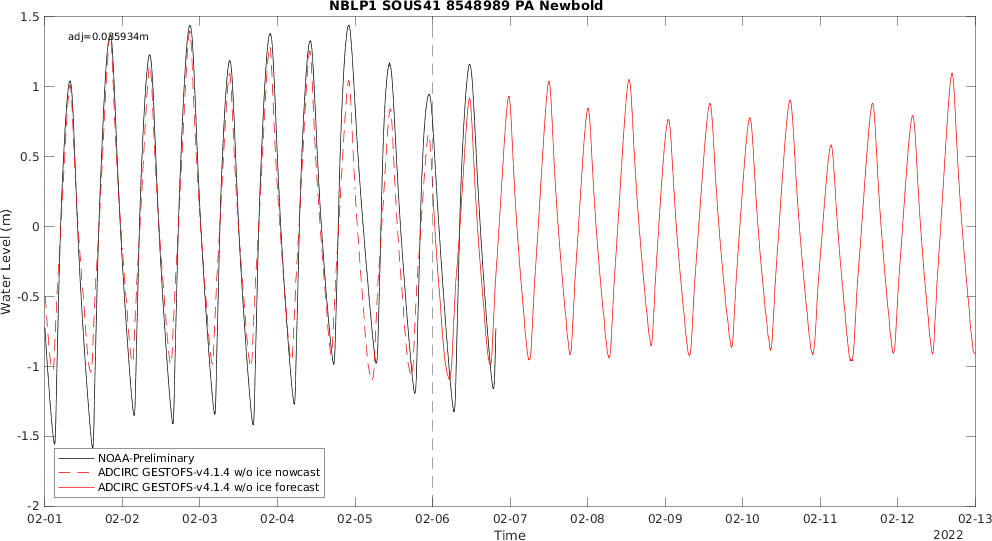 NBLP1 SOUS41 8548989 PA Newbold
adj=0.035934m
1.5
1
0.5
0
-0.5
-1
-1.5
-2
Water Level (m)
NOAA-Preliminary
ADCIRC GESTOFS-v4.1.4 w/o ice nowcast
ADCIRC GESTOFS-v4.1.4 w/o ice forecast
02-01 02-02 02-03 02-04 02-05 02-06 02-07 02-08 02-09 02-10 02-11 02-12 02-13
Time
2022